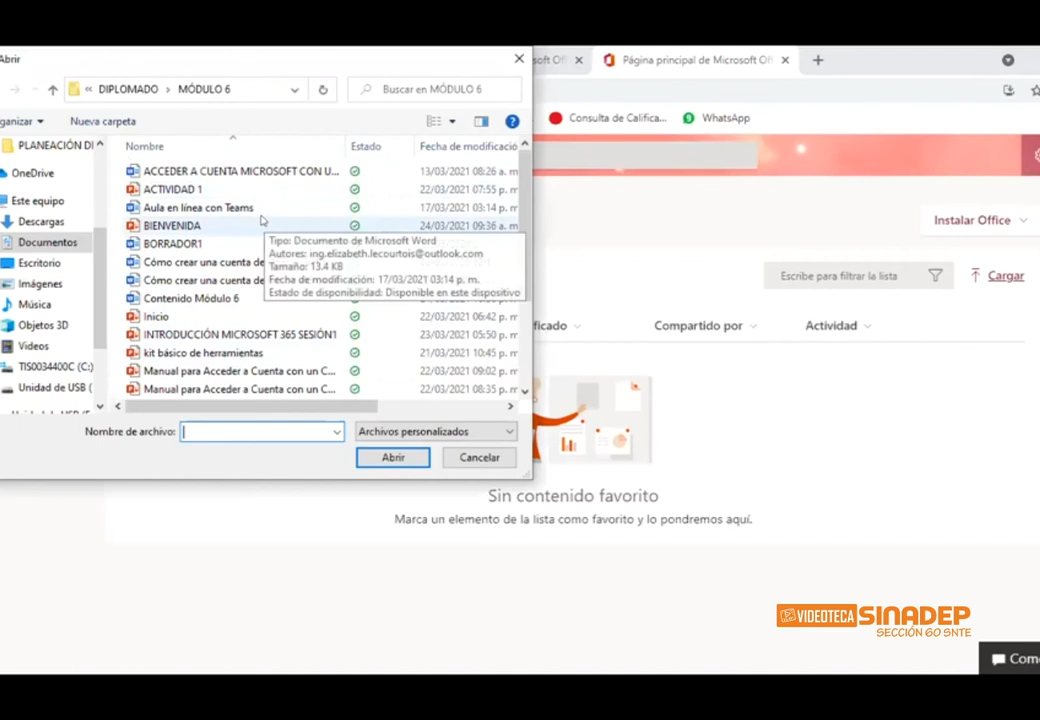 Abrir
soft Of
Página principal de Microsoft Of
DIPLOMADO › MÓDULO 6
Buscar en MÓDULO 6
Consulta de Califica...
WhatsApp
ganizar
Nueva carpeta
Nombre
Estado
Fecha de modificació
PLANEACIÓN DI
OneDrive
Este equipo
Descargas
Documentos
Escritorio
Imágenes
Música
Objetos 3D
Videos
TIS0034400C (C:)
Unidad de USB (
ACCEDER A CUENTA MICROSOFT CON U... 13/03/2021 08:26 a. m
ACTIVIDAD 1 22/03/2021 07:55 p. m
Aula en línea con Teams 17/03/2021 03:14 p. m
BIENVENIDA 24/03/2021 09:36 a. m
BORRADOR1
Cómo crear una cuenta de
Cómo crear una cuenta de
Contenido Módulo 6
Inicio 22/03/2021 06:42 p. m
INTRODUCCIÓN MICROSOFT 365 SESIÓN1 23/03/2021 05:50 p. m
kit básico de herramientas 21/03/2021 10:45 p. m
Manual para Acceder a Cuenta con un C... 22/03/2021 09:02 p. m
Manual para Acceder a Cuenta con un C... 22/03/2021 08:35 p. m
Tipo: Documento de Microsoft Word
Autores: ing.elizabeth.lecourtois@outlook.com
Tamaño: 13.4 KB
Fecha de modificación: 17/03/2021 03:14 p. m.
Estado de disponibilidad: Disponible en este dispositivo
Nombre de archivo:
Archivos personalizados
Abrir
Cancelar
Instalar Office
Escribe para filtrar la lista
Cargar
ficado
Compartido por
Actividad
Sin contenido favorito
Marca un elemento de la lista como favorito y lo pondremos aquí.
VIDEOTECA SINADEP
SECCIÓN 60 SNTE
Come